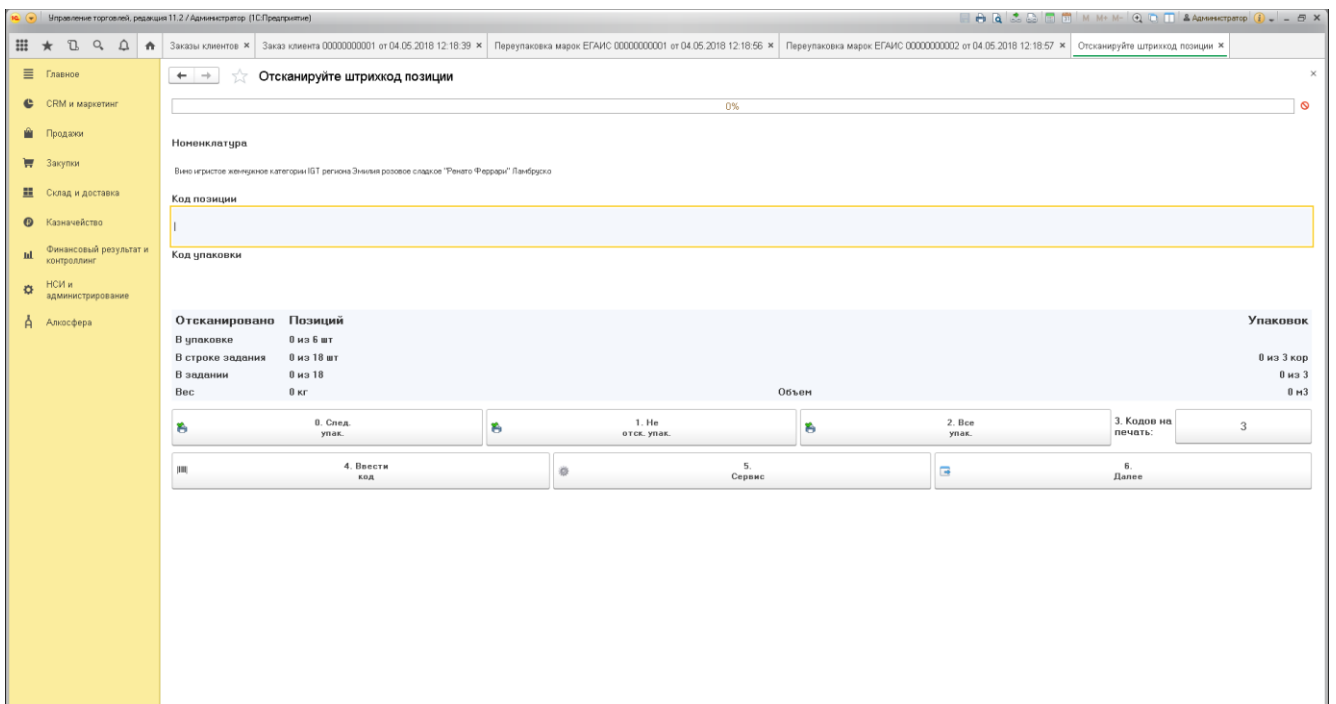 Управление торговлей, редакция 11.2 / Администратор (1С:Предприятие) M M+ M- Администратор
Заказы клиентов × Заказ клиента 00000000001 от 04.05.2018 12:18:39 × Переупаковка марок ЕГАИС 00000000001 от 04.05.2018 12:18:56 × Переупаковка марок ЕГАИС 00000000002 от 04.05.2018 12:18:57 × Отсканируйте штрихкод позиции ×
Главное
CRM и маркетинг
Продажи
Закупки
Склад и доставка
Казначейство
Финансовый результат и
контроллинг
НСИ и
администрирование
Алкосфера
Отсканируйте штрихкод позиции
0%
Номенклатура
Вино игристое жемчужное категории IGT региона Эмилия розовое сладкое "Ренато Феррари" Ламбруско
Код позиции
Код упаковки
Отсканировано Позиций Упаковок
В упаковке 0 из 6 шт
В строке задания 0 из 18 шт 0 из 3 кор
В задании 0 из 18 0 из 3
Вес 0 кг Объем 0 м3
0. След.
упак.
1. Не
отск. упак.
2. Все
упак.
3. Кодов на
печать:
3
4. Ввести
код
5.
Сервис
6.
Далее